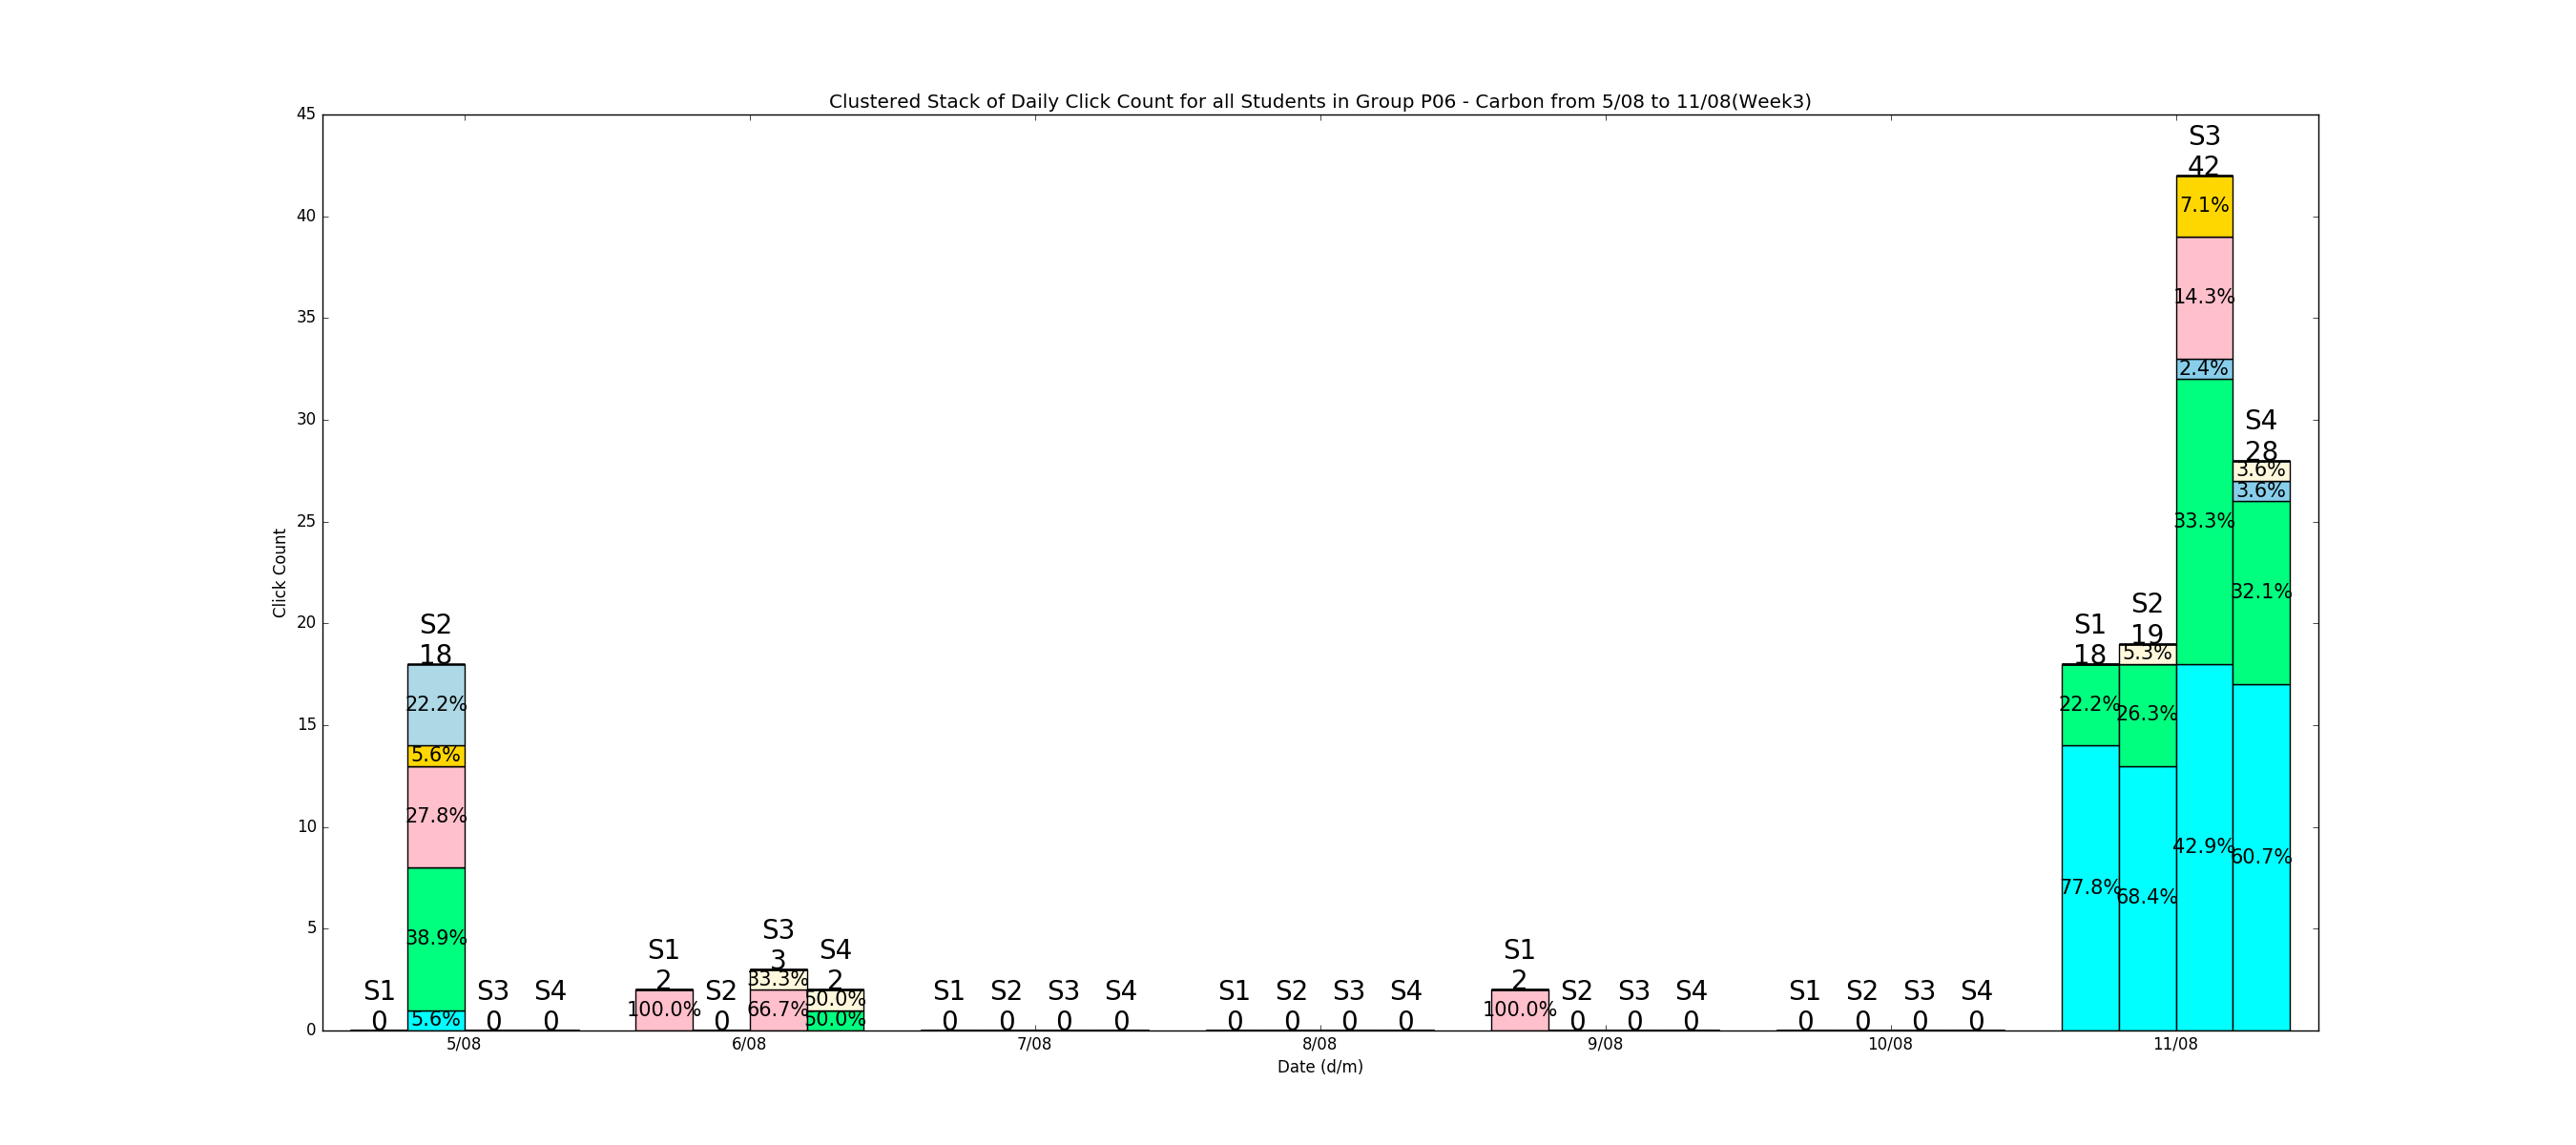 Clustered Stack of Daily Click Count for all Students in Group P06 - Carbon from 5/08 to 11/08(Week3)
45
40
35
30
25
20
15
10
5
0
Click Count
S1
0
S2
18
22.2%
5.6%
27.8%
38.9%
5.6%
S3
0
S4
0
S1
2
100.0%
S2
0
S3
3
33.3%
66.7%
S4
2
50.0%
50.0%
S1
0
S2
0
S3
0
S4
0
S1
0
S2
0
S3
0
S4
0
S1
2
100.0%
S2
0
S3
0
S4
0
S1
0
S2
0
S3
0
S4
0
S1
18
22.2%
77.8%
S2
19
5.3%
26.3%
68.4%
S3
42
7.1%
14.3%
2.4%
33.3%
42.9%
S4
28
3.6%
3.6%
32.1%
60.7%
5/08
6/08
7/08
8/08
9/08
10/08
11/08
Date (d/m)